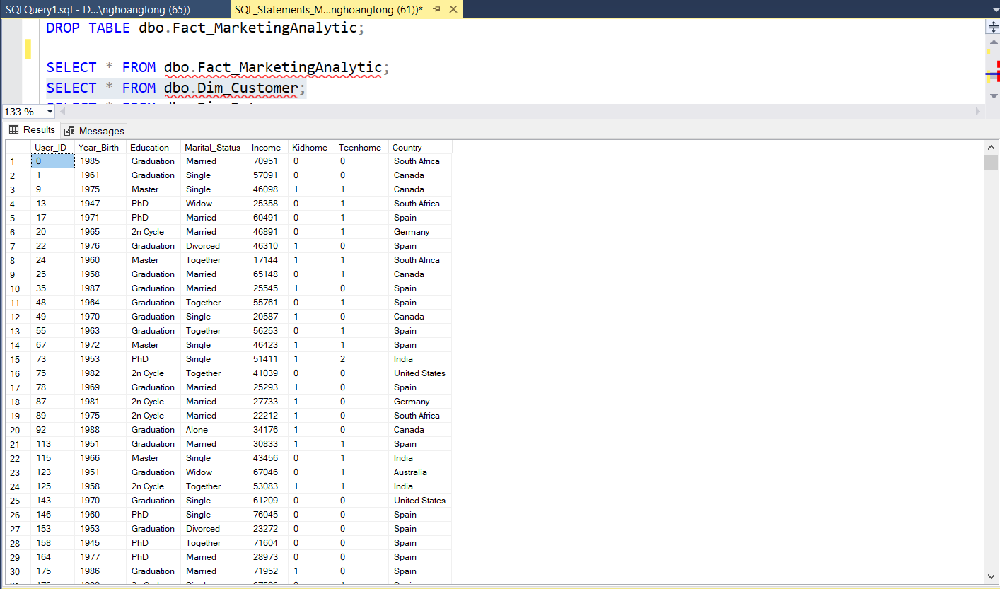 SQLQuery1.sql - D...\nghoanglong (65))    SQL_Statements_M...nghoanglong (61))*
DROP TABLE dbo.Fact_MarketingAnalytic;
SELECT * FROM dbo.Fact_MarketingAnalytic;
SELECT * FROM dbo.Dim_Customer;
133 %
Results    Messages
User_ID Year_Birth Education Marital_Status Income Kidhome Teenhome Country
1 0 1985 Graduation Married 70951 0 0 South Africa
2 1 1961 Graduation Single 57091 0 0 Canada
3 9 1975 Master Single 46098 1 1 Canada
4 13 1947 PhD Widow 25358 0 1 South Africa
5 17 1971 PhD Married 60491 0 1 Spain
6 20 1965 2n Cycle Married 46891 0 1 Germany
7 22 1976 Graduation Divorced 46310 1 0 Spain
8 24 1960 Master Together 17144 1 1 South Africa
9 25 1958 Graduation Married 65148 0 1 Canada
10 35 1987 Graduation Married 25545 1 0 Spain
11 48 1964 Graduation Together 55761 0 1 Spain
12 49 1970 Graduation Single 20587 1 0 Canada
13 55 1963 Graduation Together 56253 0 1 Spain
14 67 1972 Master Single 46423 1 1 Spain
15 73 1953 PhD Single 51411 1 2 India
16 75 1982 2n Cycle Together 41039 0 0 United States
17 78 1969 Graduation Married 25293 1 0 Spain
18 87 1981 2n Cycle Married 27733 1 0 Germany
19 89 1975 2n Cycle Married 22212 1 0 South Africa
20 92 1988 Graduation Alone 34176 1 0 Canada
21 113 1951 Graduation Married 30833 1 1 Spain
22 115 1966 Master Single 43456 0 1 India
23 123 1951 Graduation Widow 67046 0 1 Australia
24 125 1958 2n Cycle Together 53083 1 1 India
25 143 1970 Graduation Single 61209 0 0 United States
26 146 1960 PhD Single 76045 0 1 Spain
27 153 1953 Graduation Divorced 23272 0 0 Spain
28 158 1945 PhD Together 71604 0 0 Spain
29 164 1977 PhD Married 28973 0 0 Spain
30 175 1986 Graduation Married 71952 1 0 Spain